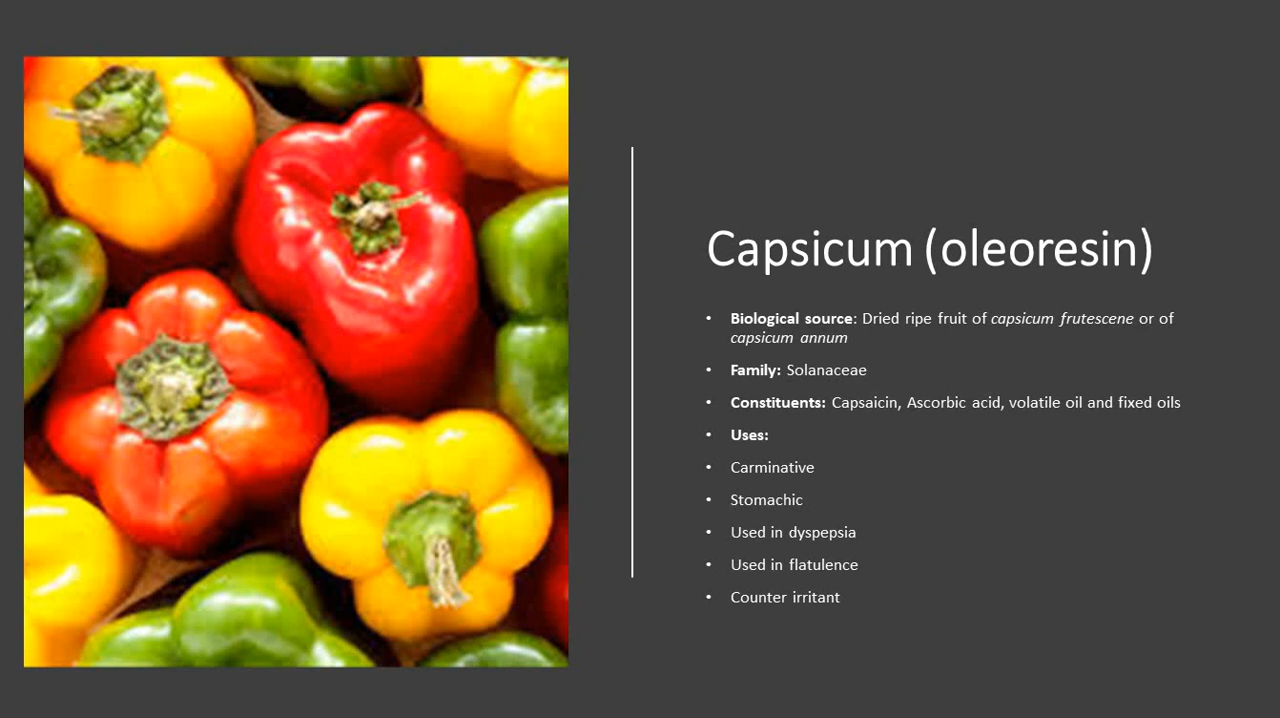 Capsicum (oleoresin)
• Biological source: Dried ripe fruit of capsicum frutescene or of
capsicum annum
• Family: Solanaceae
• Constituents: Capsaicin, Ascorbic acid, volatile oil and fixed oils
• Uses:
• Carminative
• Stomachic
• Used in dyspepsia
• Used in flatulence
• Counter irritant